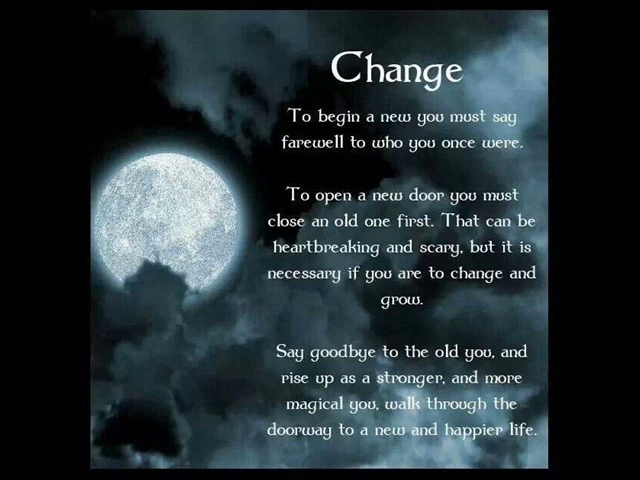 Change
To begin a new you must say
farewell to who you once were.
To open a new door you must
close an old one first. That can be
heartbreaking and scary, but it is
necessary if you are to change and
grow.
Say goodbye to the old you, and
rise up as a stronger, and more
magical you, walk through the
doorway to a new and happier life.